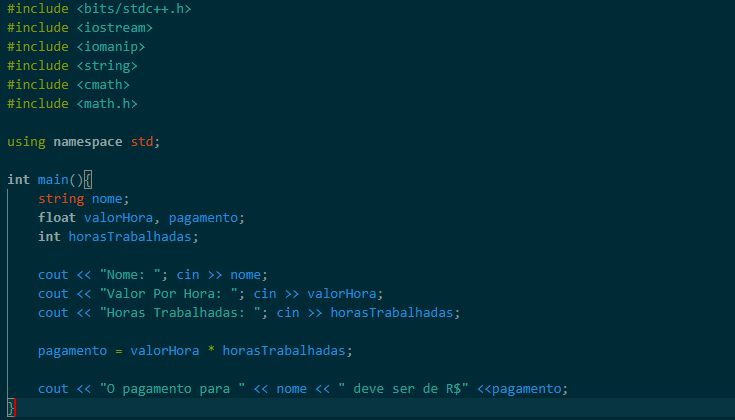 #include <bits/stdc++.h>
#include <iostream>
#include <iomanip>
#include <string>
#include <cmath>
#include <math.h>

using namespace std;

int main(){
    string nome;
    float valorHora, pagamento;
    int horasTrabalhadas;

    cout << "Nome: "; cin >> nome;
    cout << "Valor Por Hora: "; cin >> valorHora;
    cout << "Horas Trabalhadas: "; cin >> horasTrabalhadas;

    pagamento = valorHora * horasTrabalhadas;

    cout << "O pagamento para " << nome << " deve ser de R$" <<pagamento;
}